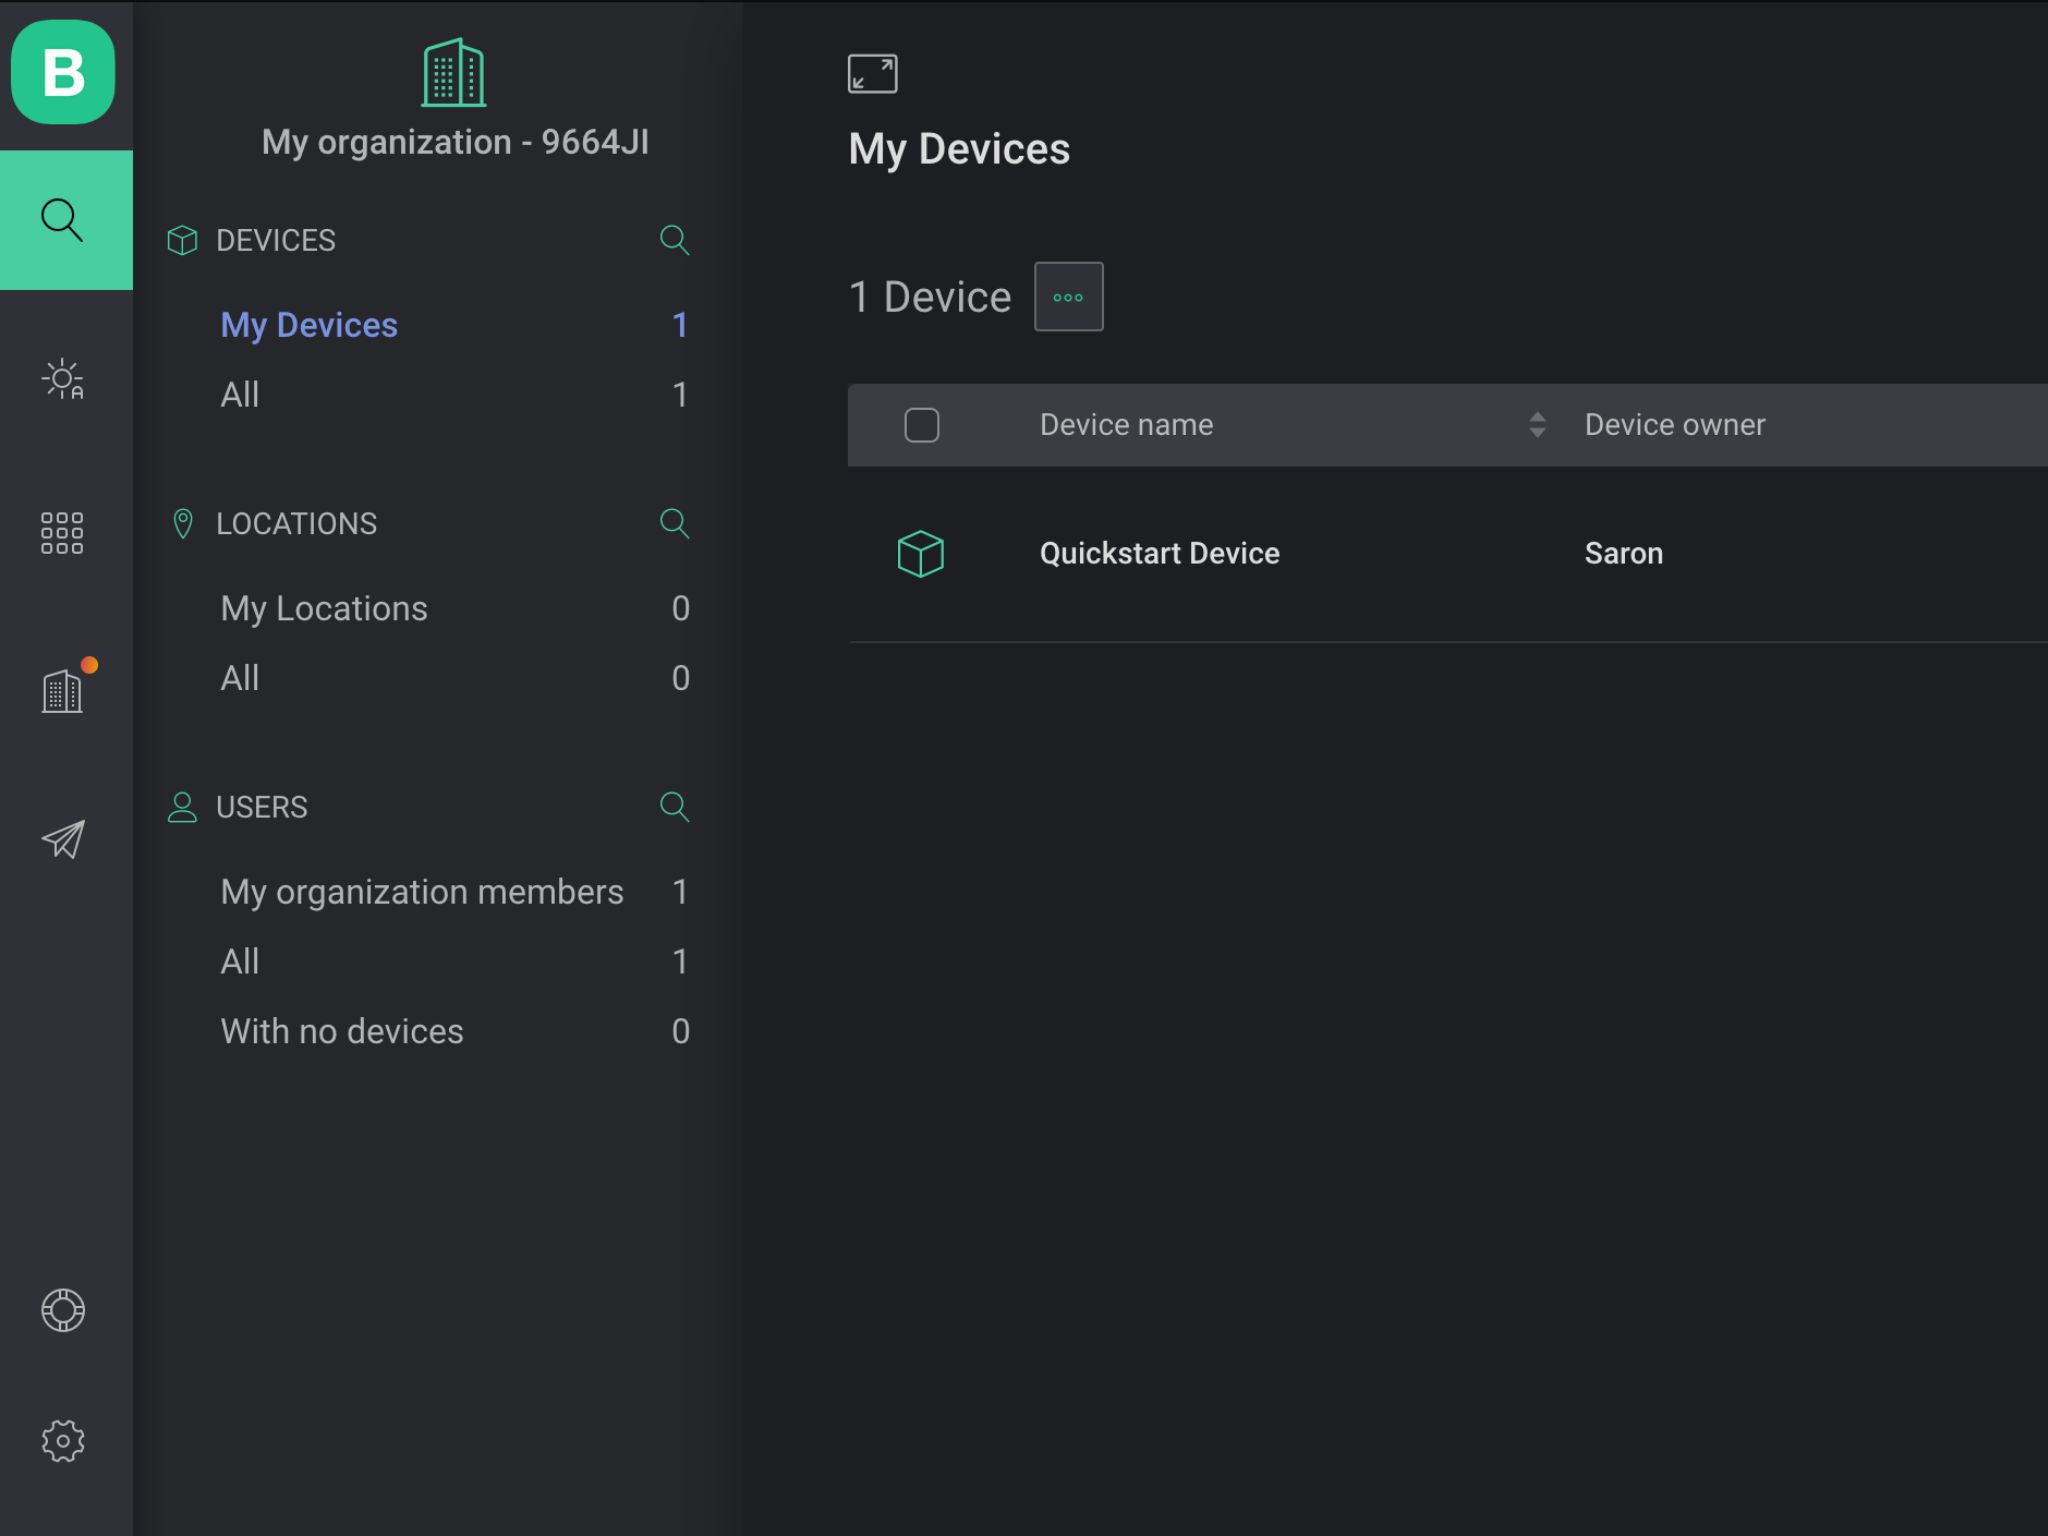 B
My organization - 9664JI
DEVICES
My Devices 1
All 1
LOCATIONS
My Locations 0
All 0
USERS
My organization members 1
All 1
With no devices 0
My Devices
1 Device
Device name Device owner
Quickstart Device Saron